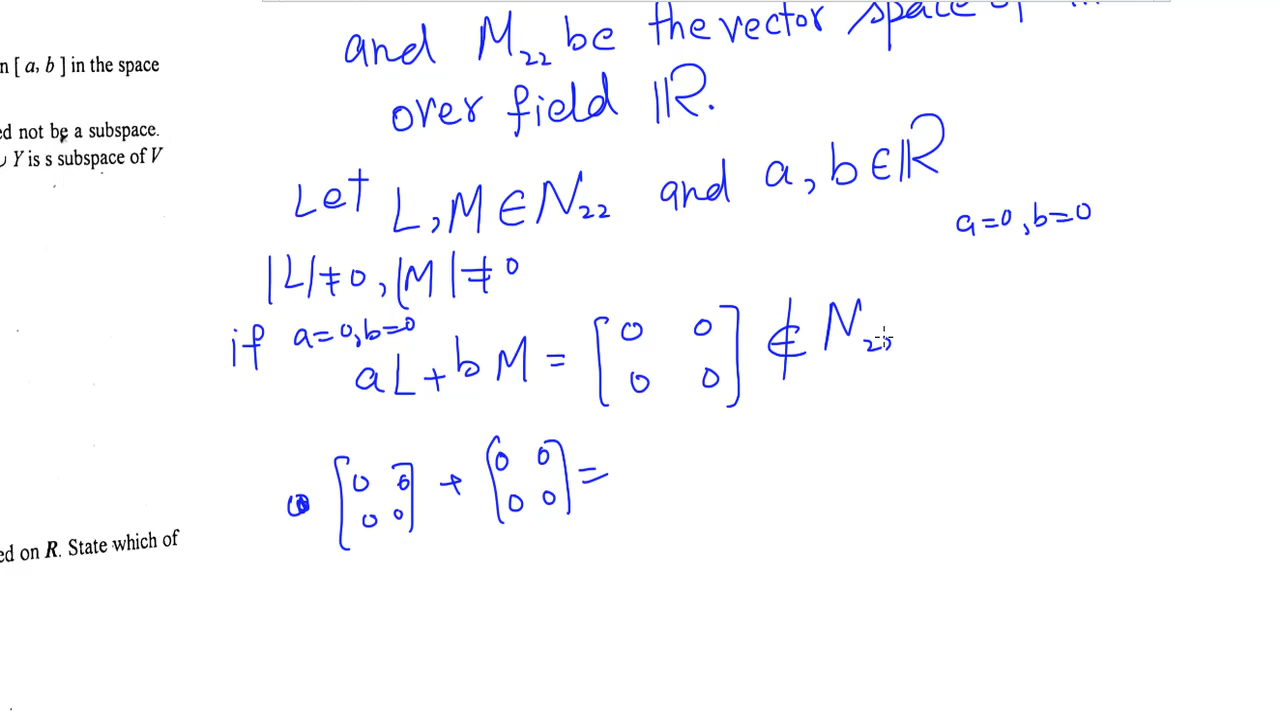 and M₂₂ be the vector space of
over field ℝ.
n [ a, b ] in the space
ed not be a subspace.
Y is s subspace of V
Let L, M ∈ N₂₂ and a, b ∈ ℝ
a=0, b=0
|L| ≠ 0, |M| ≠ 0
if a=0, b=0
aL + bM = [0 0; 0 0] ∉ N₂₂
[0 0; 0 0] + [0 0; 0 0] =
ed on R. State which of